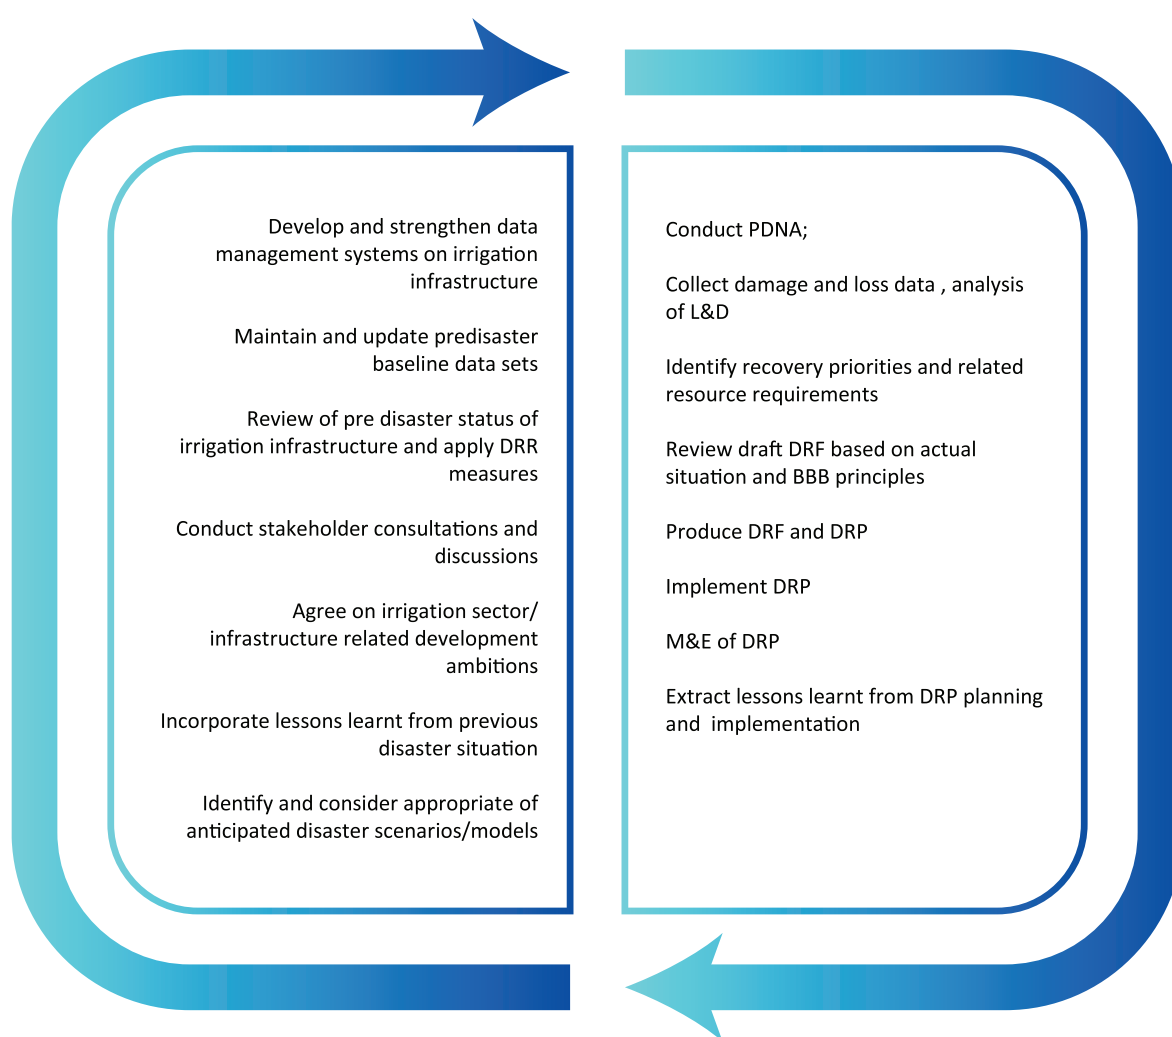 Develop and strengthen data
management systems on irrigation
infrastructure
Maintain and update predisaster
baseline data sets
Review of pre disaster status of
irrigation infrastructure and apply DRR
measures
Conduct stakeholder consultations and
discussions
Agree on irrigation sector/
infrastructure related development
ambitions
Incorporate lessons learnt from previous
disaster situation
Identify and consider appropriate of
anticipated disaster scenarios/models
Conduct PDNA;
Collect damage and loss data , analysis
of L&D
Identify recovery priorities and related
resource requirements
Review draft DRF based on actual
situation and BBB principles
Produce DRF and DRP
Implement DRP
M&E of DRP
Extract lessons learnt from DRP planning
and  implementation